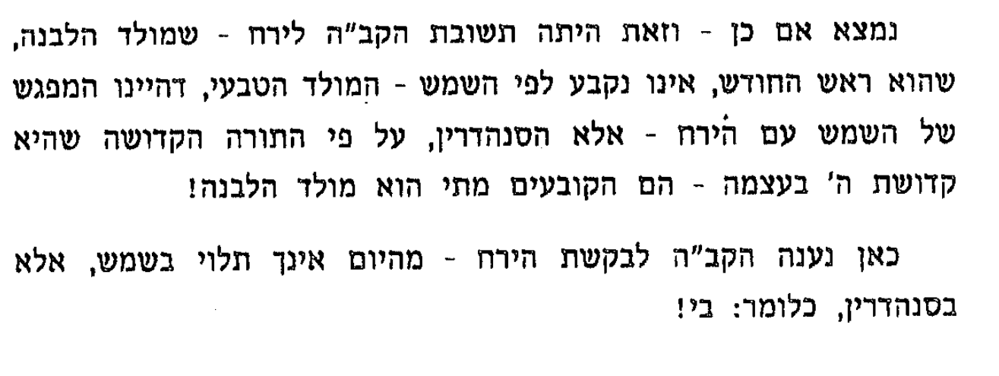 נמצא אם כן - וזאת היתה תשובת הקב"ה לירח - שמולד הלבנה,
שהוא ראש החודש, אינו נקבע לפי השמש - המולד הטבעי, דהיינו המפגש
של השמש עם הירח - אלא הסנהדרין, על פי התורה הקדושה שהיא
קדושת ה' בעצמה - הם הקובעים מתי הוא מולד הלבנה!
כאן נענה הקב"ה לבקשת הירח - מהיום אינך תלוי בשמש, אלא
בסנהדרין, כלומר: בי!